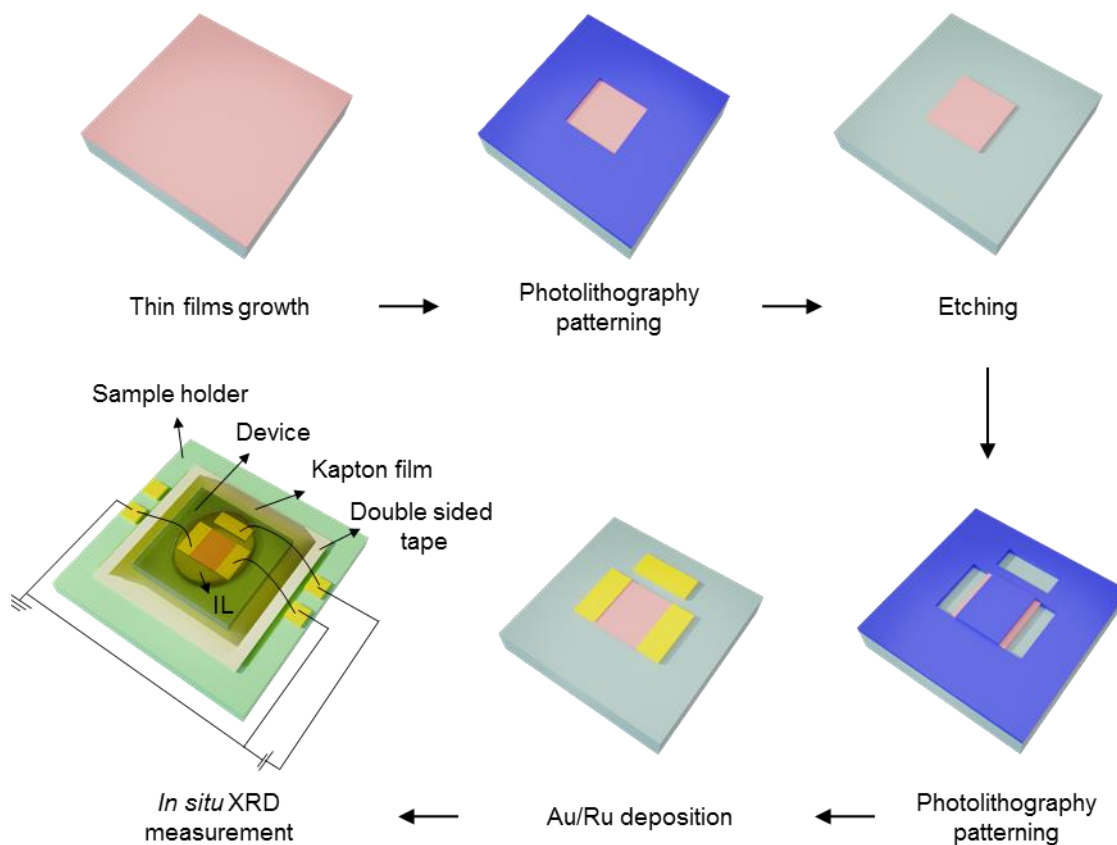 Thin films growth
Photolithography
patterning
Etching
Sample holder
Device
Kapton film
Double sided
tape
IL
In situ XRD
measurement
Au/Ru deposition
Photolithography
patterning